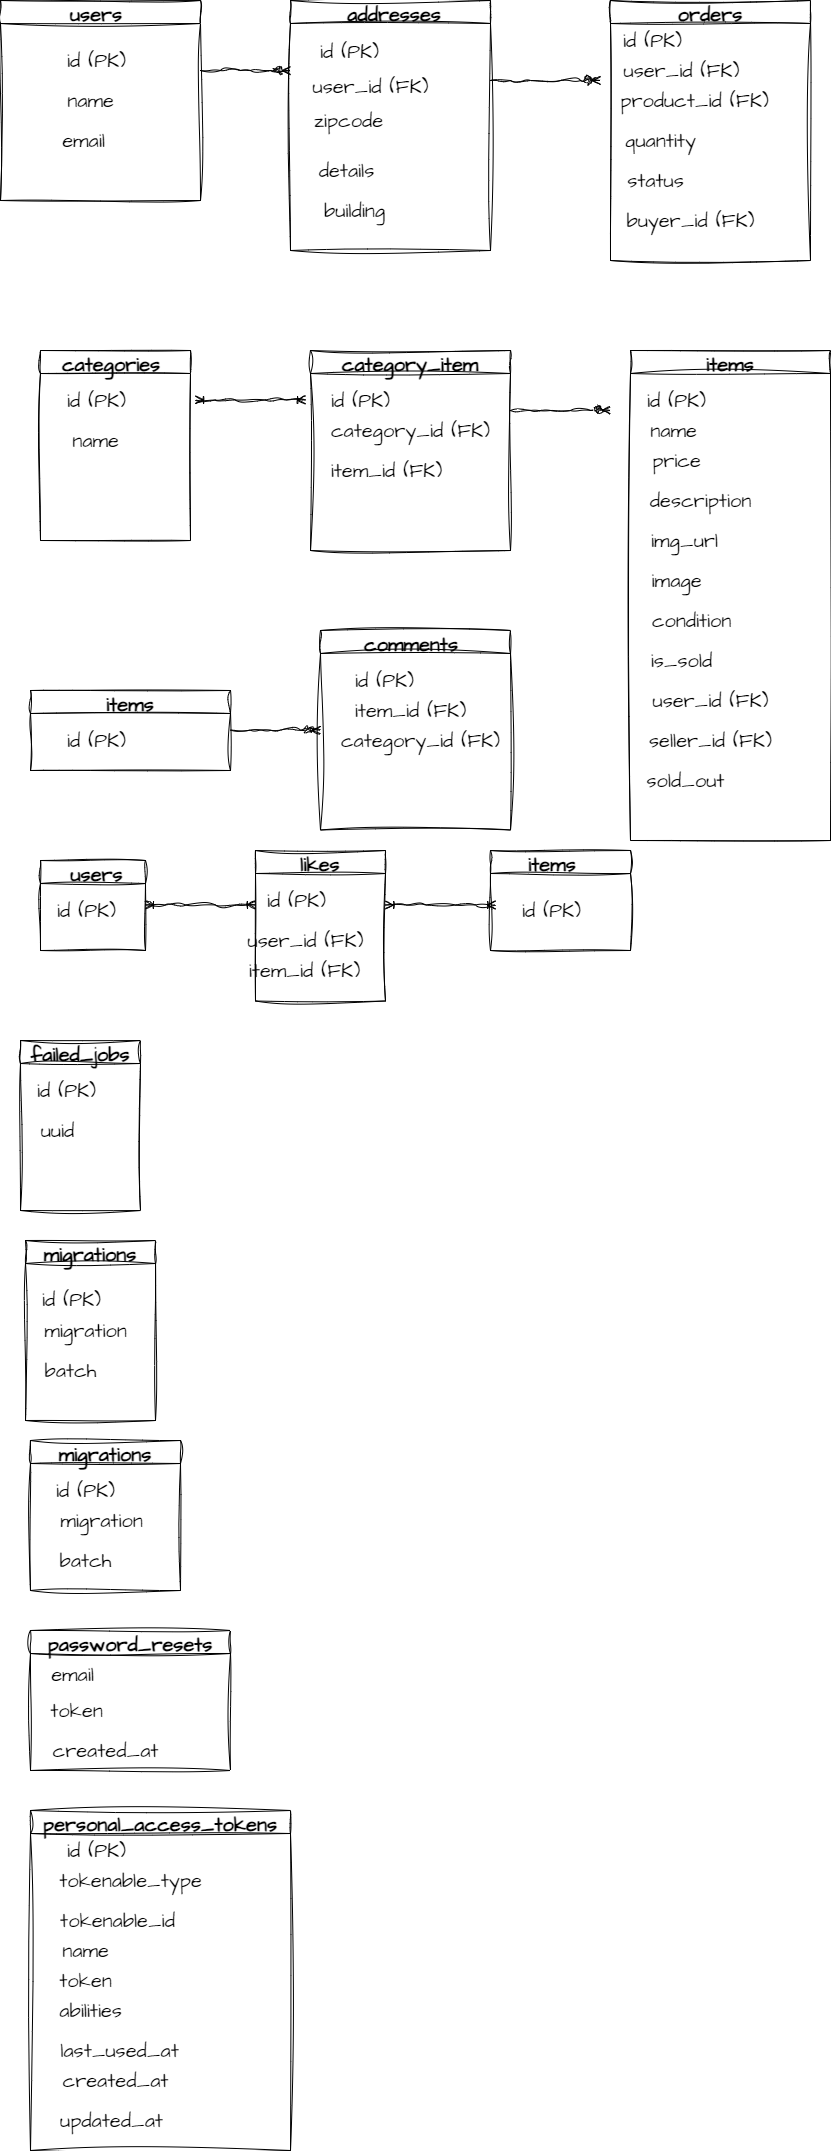 users
id (PK)
name
email
addresses
id (PK)
user_id (FK)
zipcode
details
building
orders
id (PK)
user_id (FK)
product_id (FK)
quantity
status
buyer_id (FK)
categories
id (PK)
name
category_item
id (PK)
category_id (FK)
item_id (FK)
items
id (PK)
name
price
description
img_url
image
condition
is_sold
user_id (FK)
seller_id (FK)
sold_out
items
id (PK)
comments
id (PK)
item_id (FK)
category_id (FK)
users
id (PK)
likes
id (PK)
user_id (FK)
item_id (FK)
items
id (PK)
failed_jobs
id (PK)
uuid
migrations
id (PK)
migration
batch
migrations
id (PK)
migration
batch
password_resets
email
token
created_at
personal_access_tokens
id (PK)
tokenable_type
tokenable_id
name
token
abilities
last_used_at
created_at
updated_at